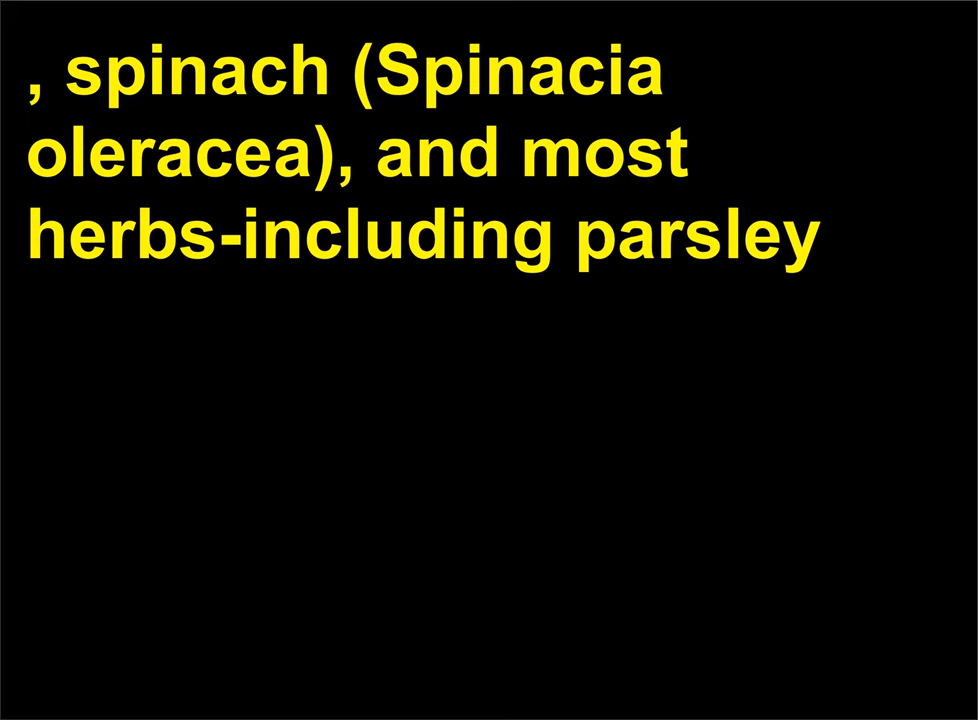 , spinach (Spinacia
oleracea), and most
herbs-including parsley